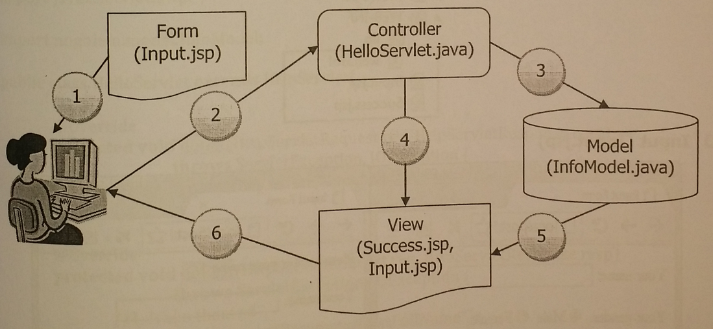 Form
(Input.jsp)
Controller
(HelloServlet.java)
1
2
3
4
Model
(InfoModel.java)
5
6
View
(Success.jsp,
Input.jsp)